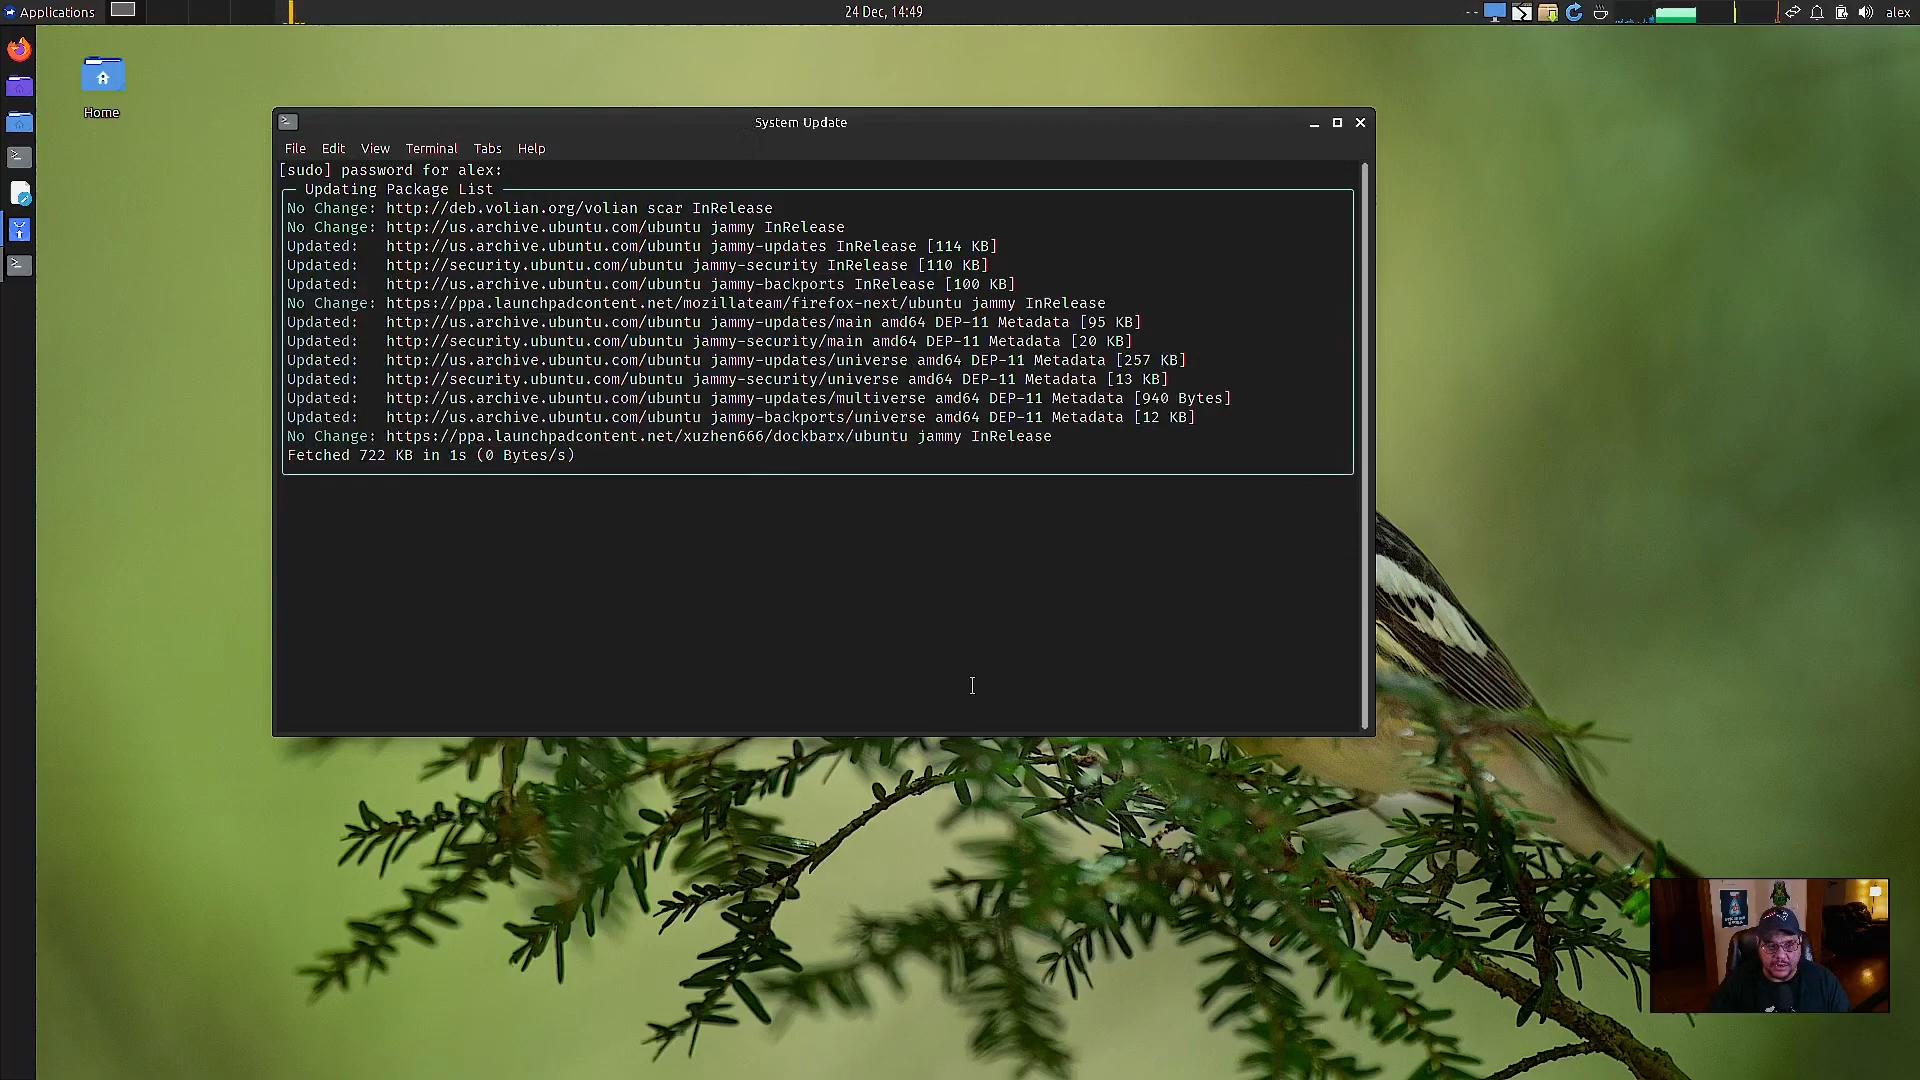 Applications
24 Dec, 14:49
alex
Home
System Update
File Edit View Terminal Tabs Help
[sudo] password for alex:
Updating Package List
No Change: http://deb.volian.org/volian scar InRelease
No Change: http://us.archive.ubuntu.com/ubuntu jammy InRelease
Updated: http://us.archive.ubuntu.com/ubuntu jammy-updates InRelease [114 KB]
Updated: http://security.ubuntu.com/ubuntu jammy-security InRelease [110 KB]
Updated: http://us.archive.ubuntu.com/ubuntu jammy-backports InRelease [100 KB]
No Change: https://ppa.launchpadcontent.net/mozillateam/firefox-next/ubuntu jammy InRelease
Updated: http://us.archive.ubuntu.com/ubuntu jammy-updates/main amd64 DEP-11 Metadata [95 KB]
Updated: http://security.ubuntu.com/ubuntu jammy-security/main amd64 DEP-11 Metadata [20 KB]
Updated: http://us.archive.ubuntu.com/ubuntu jammy-updates/universe amd64 DEP-11 Metadata [257 KB]
Updated: http://security.ubuntu.com/ubuntu jammy-security/universe amd64 DEP-11 Metadata [13 KB]
Updated: http://us.archive.ubuntu.com/ubuntu jammy-updates/multiverse amd64 DEP-11 Metadata [940 Bytes]
Updated: http://us.archive.ubuntu.com/ubuntu jammy-backports/universe amd64 DEP-11 Metadata [12 KB]
No Change: https://ppa.launchpadcontent.net/xuzhen666/dockbarx/ubuntu jammy InRelease
Fetched 722 KB in 1s (0 Bytes/s)